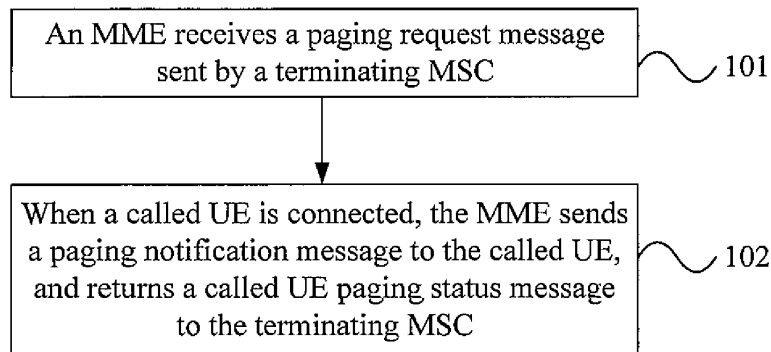 An MME receives a paging request message
sent by a terminating MSC
101
When a called UE is connected, the MME sends
a paging notification message to the called UE,
and returns a called UE paging status message
to the terminating MSC
102